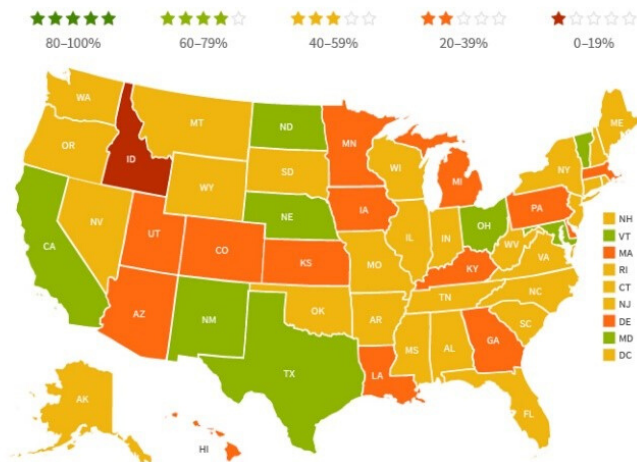 80–100% 60–79% 40–59% 20–39% 0–19%
WA
ME
MT
ND
MN
OR
ID
WI
NY
SD
MI
WY
PA
IA
NE
OH
NV
IL
IN
UT
CA
CO
WV
VA
KS
MO
KY
NC
TN
OK
AZ
NM
AR
SC
MS
AL
GA
TX
LA
AK
FL
HI
NH
VT
MA
RI
CT
NJ
DE
MD
DC